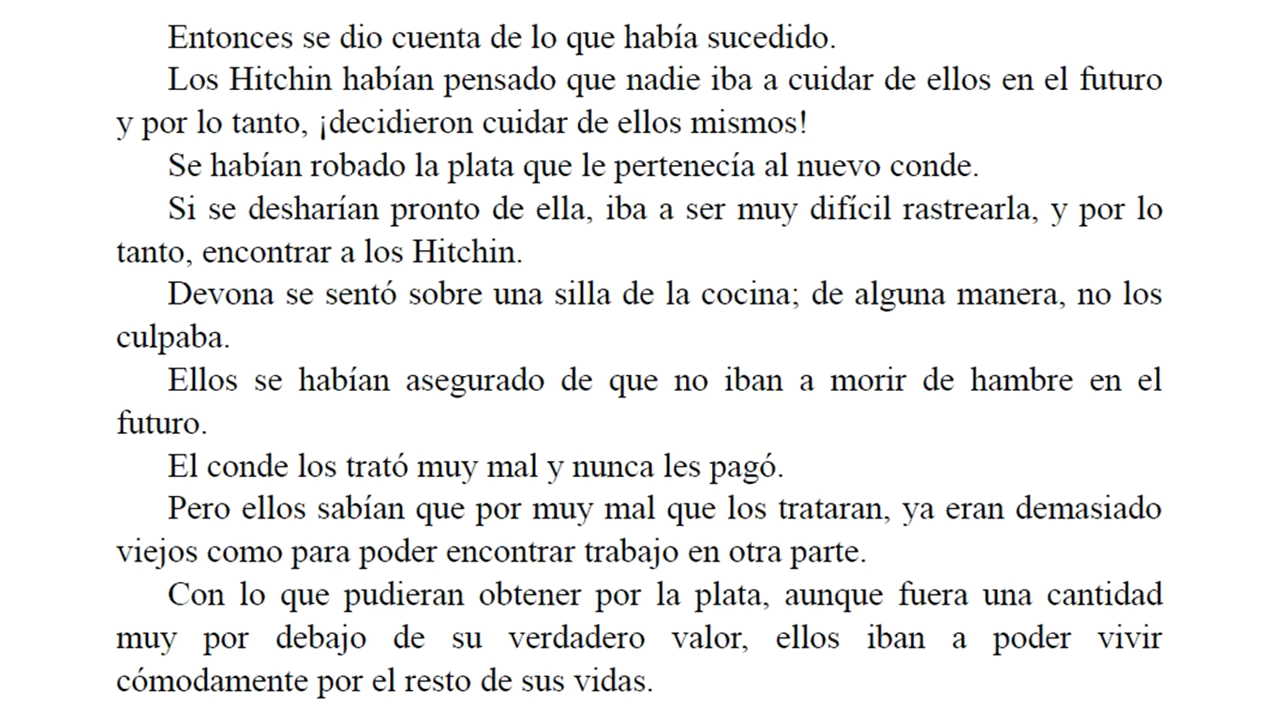 Entonces se dio cuenta de lo que había sucedido.
Los Hitchin habían pensado que nadie iba a cuidar de ellos en el futuro
y por lo tanto, ¡decidieron cuidar de ellos mismos!
Se habían robado la plata que le pertenecía al nuevo conde.
Si se desharían pronto de ella, iba a ser muy difícil rastrearla, y por lo
tanto, encontrar a los Hitchin.
Devona se sentó sobre una silla de la cocina; de alguna manera, no los
culpaba.
Ellos se habían asegurado de que no iban a morir de hambre en el
futuro.
El conde los trató muy mal y nunca les pagó.
Pero ellos sabían que por muy mal que los trataran, ya eran demasiado
viejos como para poder encontrar trabajo en otra parte.
Con lo que pudieran obtener por la plata, aunque fuera una cantidad
muy por debajo de su verdadero valor, ellos iban a poder vivir
cómodamente por el resto de sus vidas.